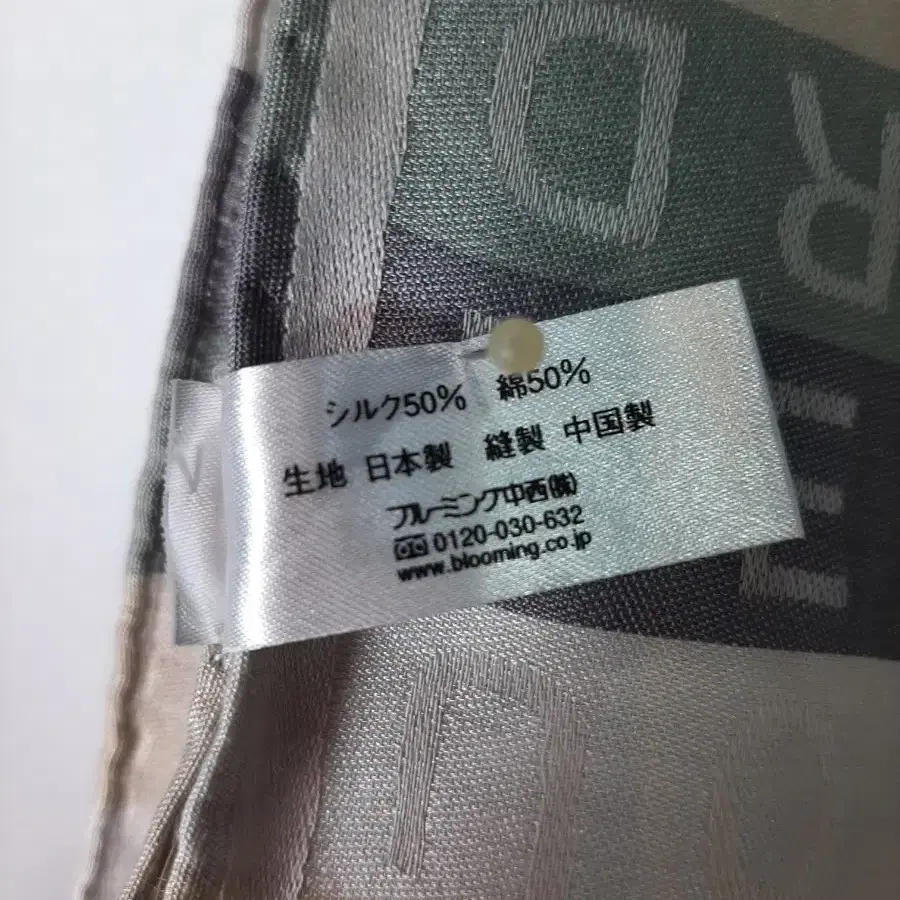 シルク50% 綿50%
生地 日本製 縫製 中国製
ブルーミング中西(株)
0120-030-632
www.blooming.co.jp
D
R